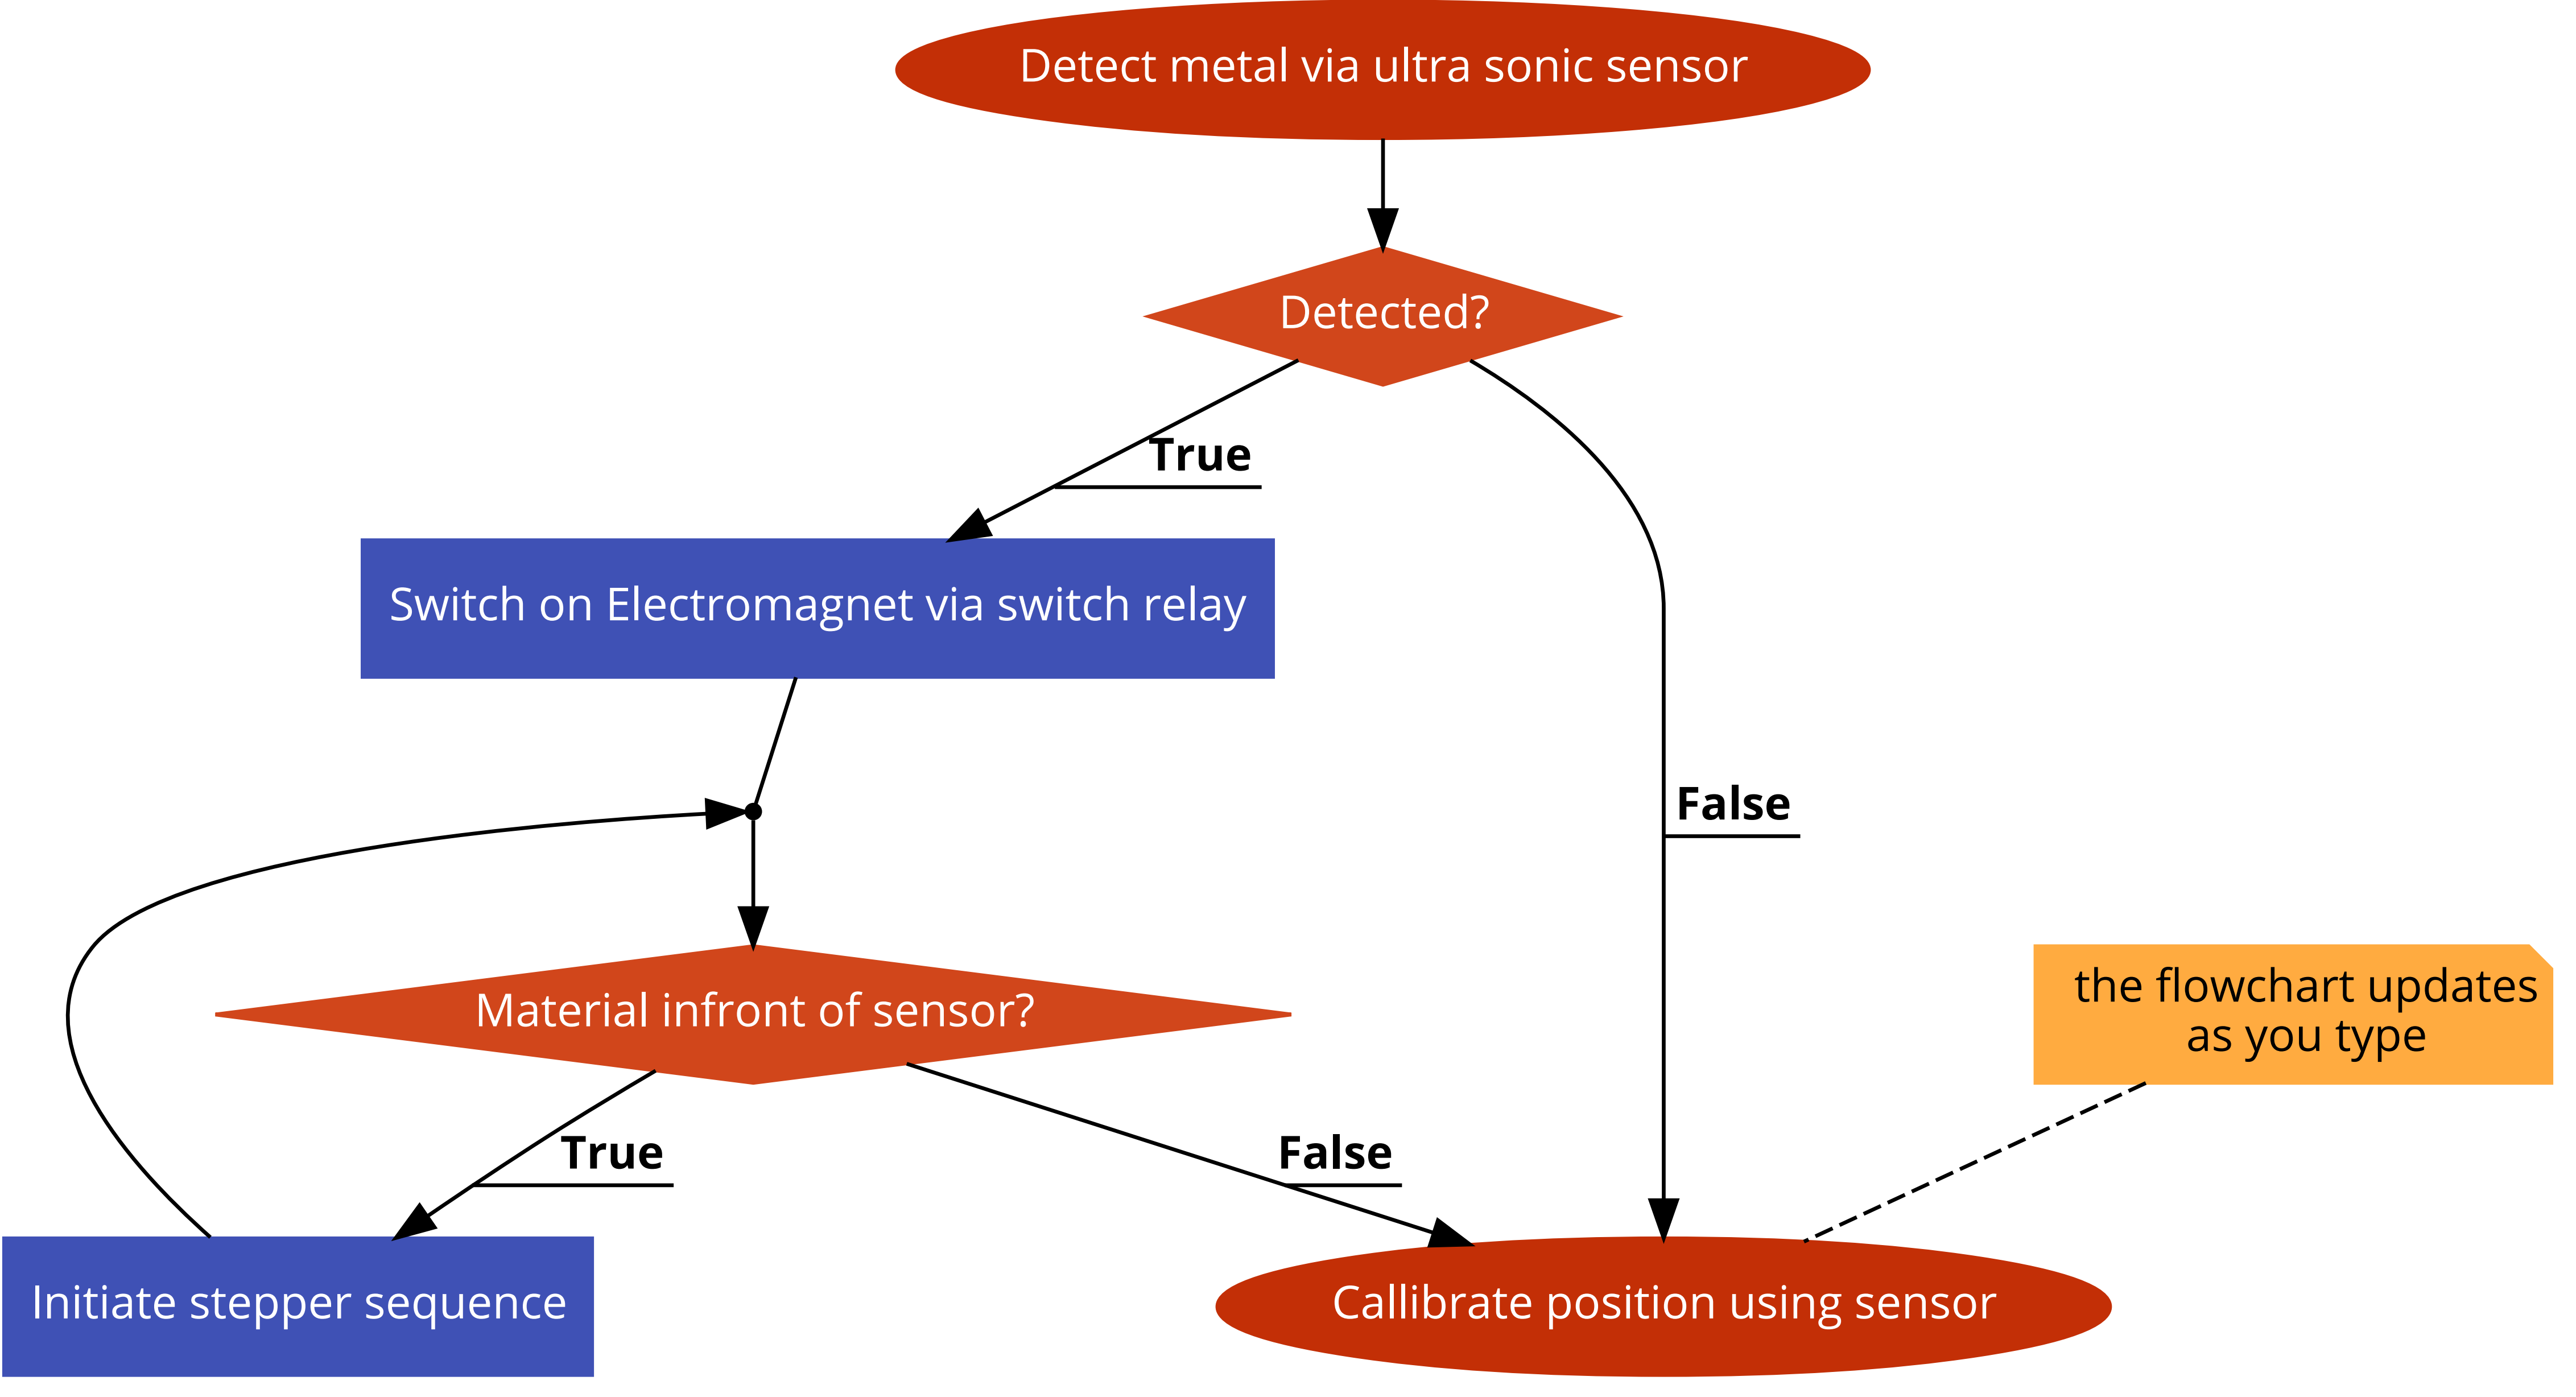 Detect metal via ultra sonic sensor
Detected?
True
Switch on Electromagnet via switch relay
False
the flowchart updates
as you type
Material infront of sensor?
True
False
Initiate stepper sequence
Callibrate position using sensor